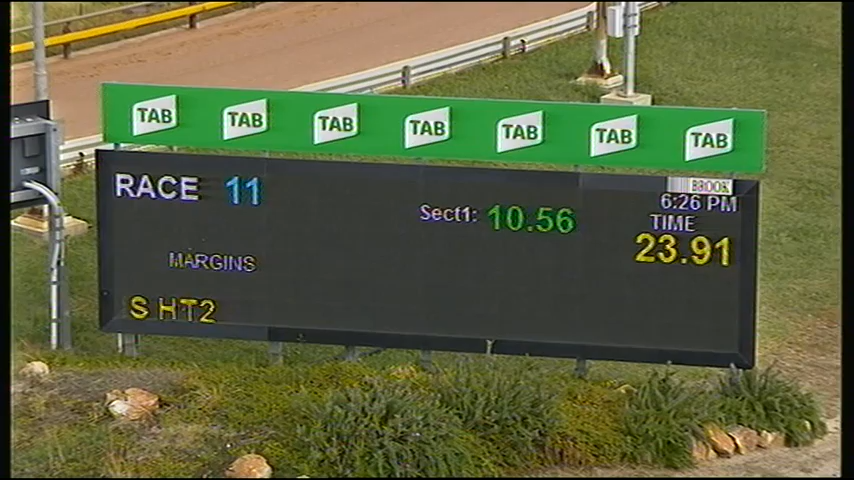 TAB TAB TAB TAB TAB TAB TAB
RACE 11
BROOK
6:26 PM
Sect1: 10.56
TIME
23.91
MARGINS
S HT2